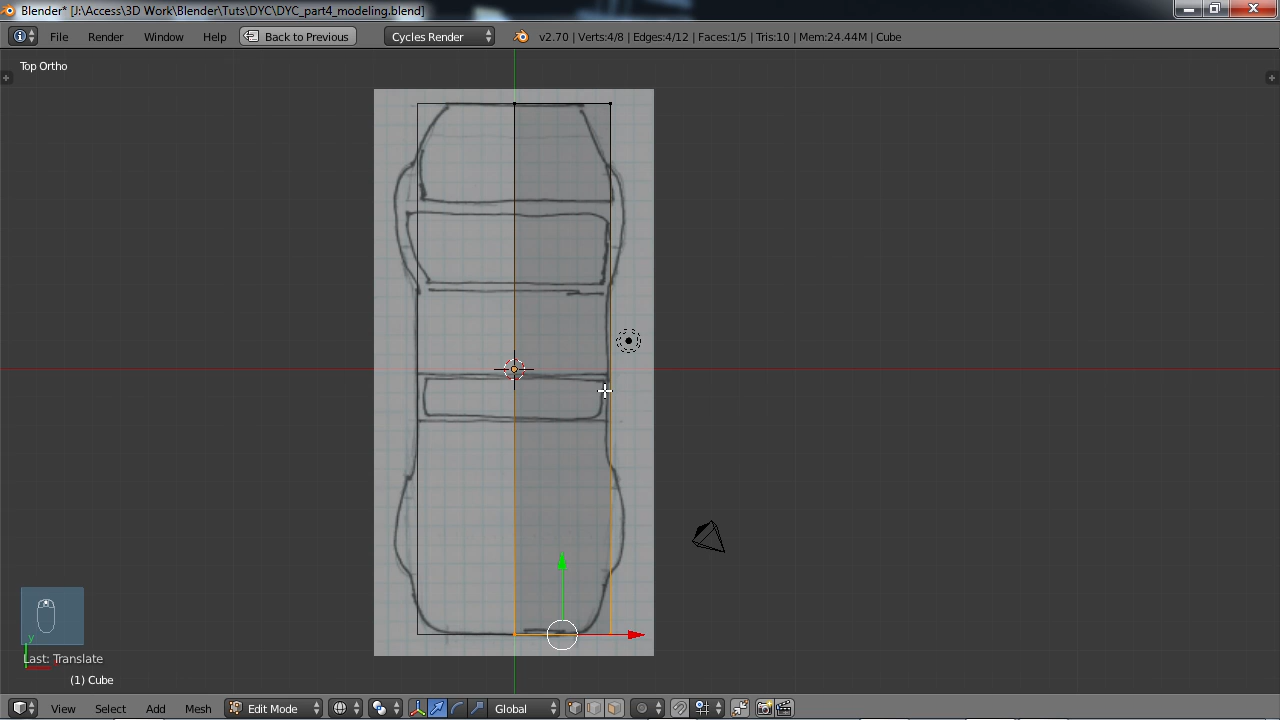 Blender* [J:\Access\3D Work\Blender\Tuts\DYC\DYC_part4_modeling.blend]
File Render Window Help Back to Previous Cycles Render v2.70 | Verts:4/8 | Edges:4/12 | Faces:1/5 | Tris:10 | Mem:24.44M | Cube
Top Ortho
y
Last: Translate
(1) Cube
View Select Add Mesh Edit Mode Global